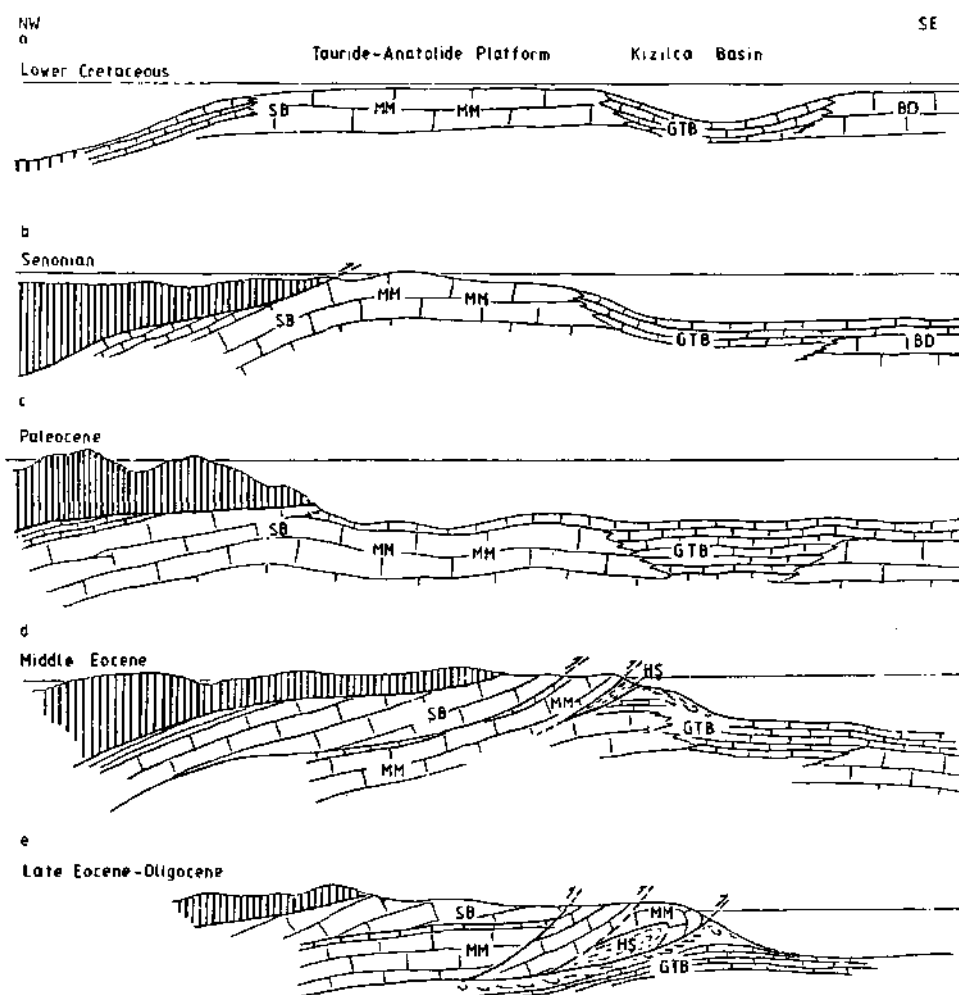 NW SE
a
Tauride-Anatolide Platform Kızılca Basin
Lower Cretaceous
SB MM MM GTB BD
b
Senonian
SB MM MM GTB BD
c
Paleocene
SB MM MM GTB
d
Middle Eocene
HŞ
SB MM GTB
MM
e
Late Eocene-Oligocene
SB MM
MM HŞ GTB